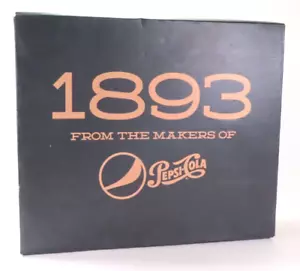 1893
FROM THE MAKERS OF
PEPSI-COLA